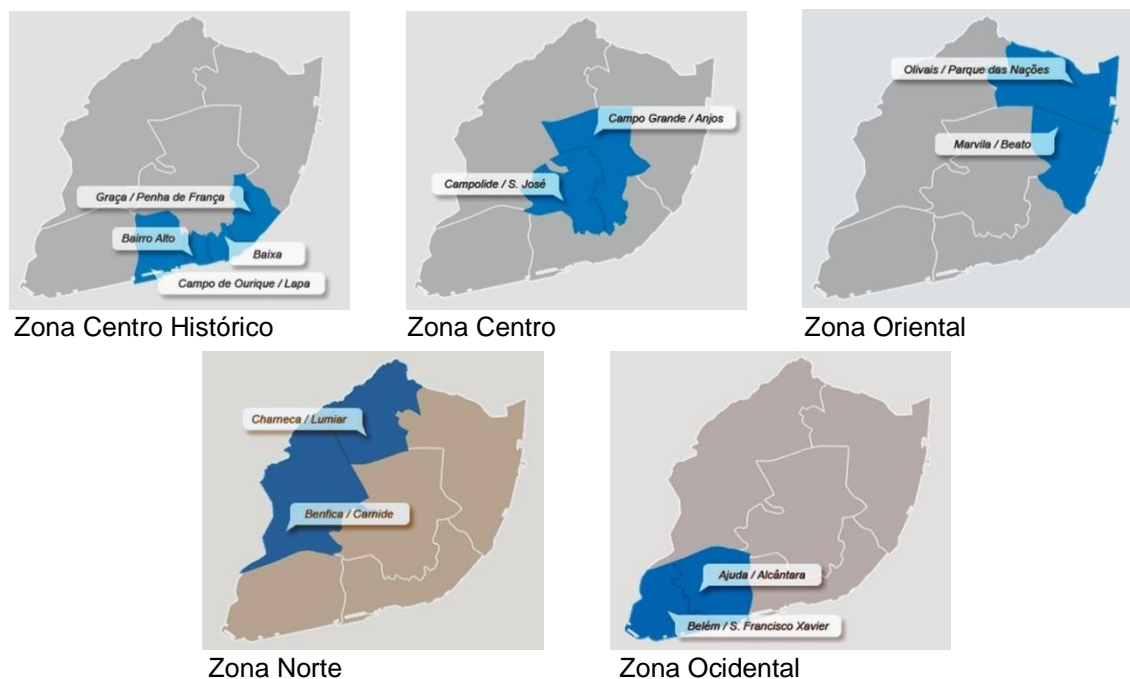 Graça / Penha de França
Bairro Alto
Baixa
Campo de Ourique / Lapa
Zona Centro Histórico
Campo Grande / Anjos
Campolide / S. José
Zona Centro
Olivais / Parque das Nações
Marvila / Beato
Zona Oriental
Charneca / Lumiar
Benfica / Carnide
Zona Norte
Ajuda / Alcântara
Belém / S. Francisco Xavier
Zona Ocidental